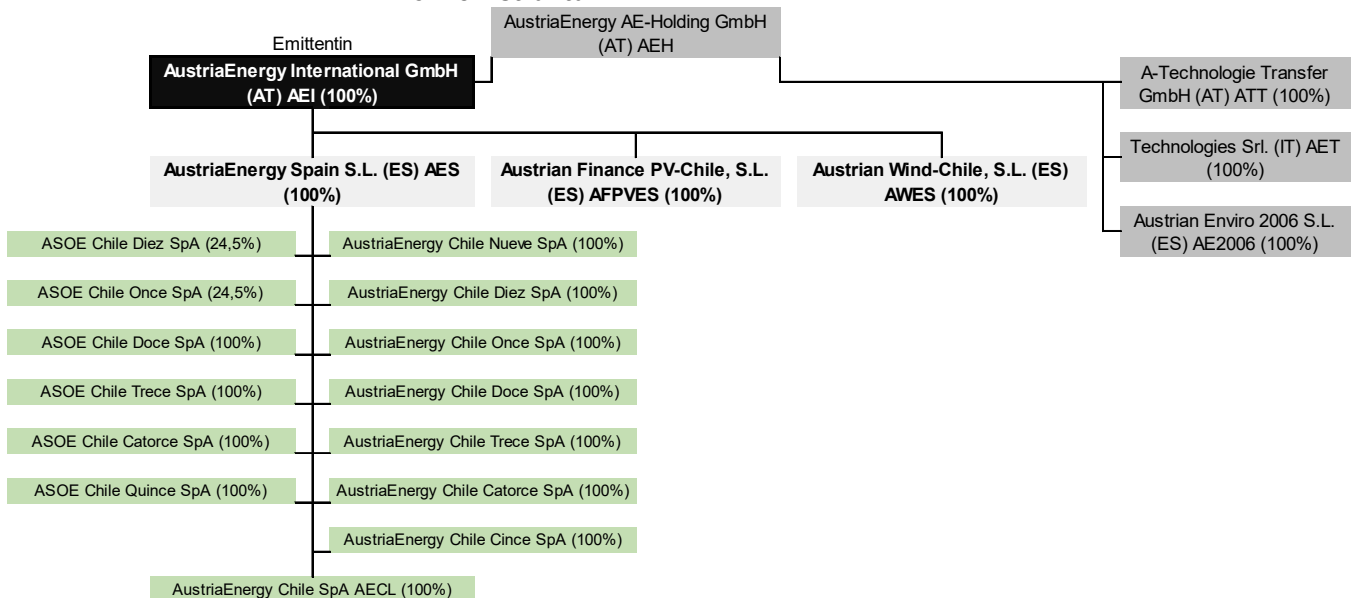 AustriaEnergy AE-Holding GmbH
(AT) AEH
Emittentin
AustriaEnergy International GmbH
(AT) AEI (100%)
A-Technologie Transfer
GmbH (AT) ATT (100%)
Technologies Srl. (IT) AET
(100%)
Austrian Enviro 2006 S.L.
(ES) AE2006 (100%)
AustriaEnergy Spain S.L. (ES) AES
(100%)
Austrian Finance PV-Chile, S.L.
(ES) AFPVES (100%)
Austrian Wind-Chile, S.L. (ES)
AWES (100%)
ASOE Chile Diez SpA (24,5%)
AustriaEnergy Chile Nueve SpA (100%)
ASOE Chile Once SpA (24,5%)
AustriaEnergy Chile Diez SpA (100%)
ASOE Chile Doce SpA (100%)
AustriaEnergy Chile Once SpA (100%)
ASOE Chile Trece SpA (100%)
AustriaEnergy Chile Doce SpA (100%)
ASOE Chile Catorce SpA (100%)
AustriaEnergy Chile Trece SpA (100%)
ASOE Chile Quince SpA (100%)
AustriaEnergy Chile Catorce SpA (100%)
AustriaEnergy Chile Cince SpA (100%)
AustriaEnergy Chile SpA AECL (100%)